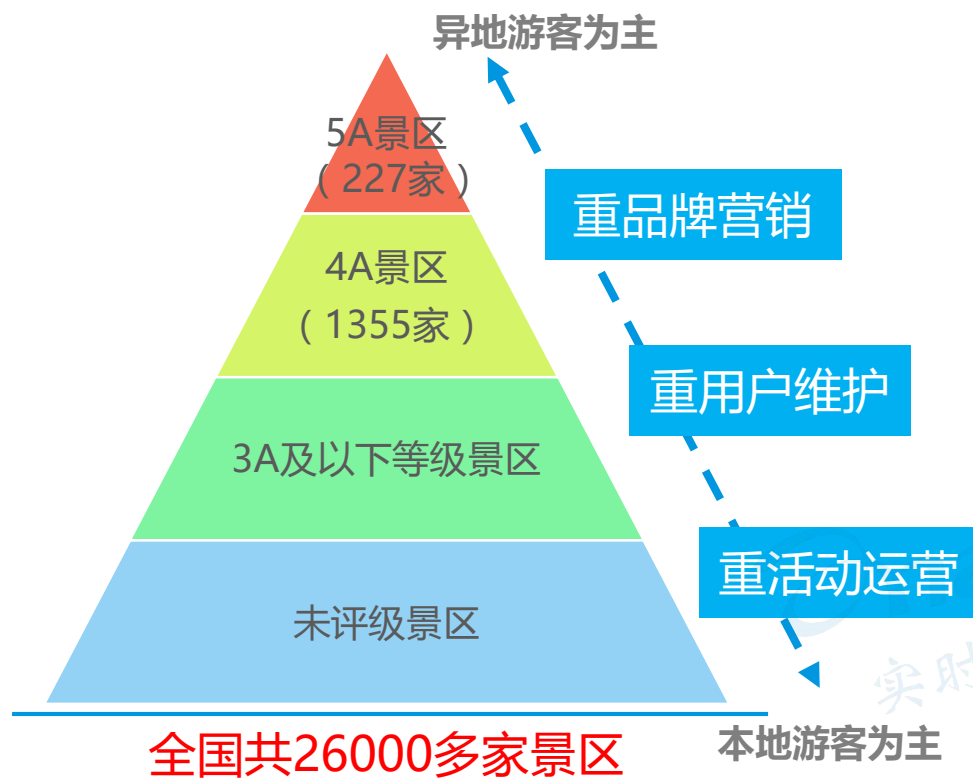 异地游客为主
5A景区
（227家）
重品牌营销
4A景区
（1355家）
重用户维护
3A及以下等级景区
重活动运营
未评级景区
实时
本地游客为主
全国共26000多家景区